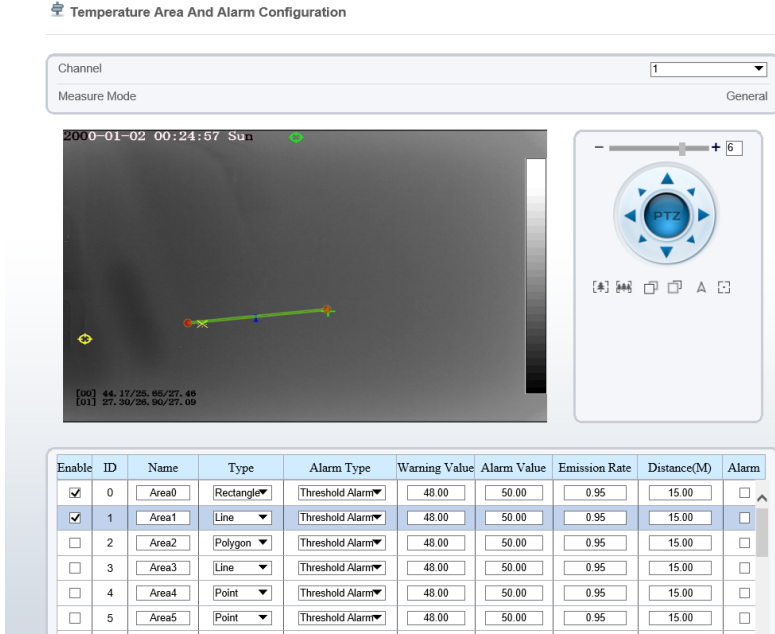 Temperature Area And Alarm Configuration
Channel 1
Measure Mode General
2000-01-02 00:24:57 Sun
- + 6
PTZ
[00] 44.17/25.65/27.46
[01] 27.30/26.90/27.09
Enable ID Name Type Alarm Type Warning Value Alarm Value Emission Rate Distance(M) Alarm
0 Area0 Rectangle Threshold Alarm 48.00 50.00 0.95 15.00
1 Area1 Line Threshold Alarm 48.00 50.00 0.95 15.00
2 Area2 Polygon Threshold Alarm 48.00 50.00 0.95 15.00
3 Area3 Line Threshold Alarm 48.00 50.00 0.95 15.00
4 Area4 Point Threshold Alarm 48.00 50.00 0.95 15.00
5 Area5 Point Threshold Alarm 48.00 50.00 0.95 15.00